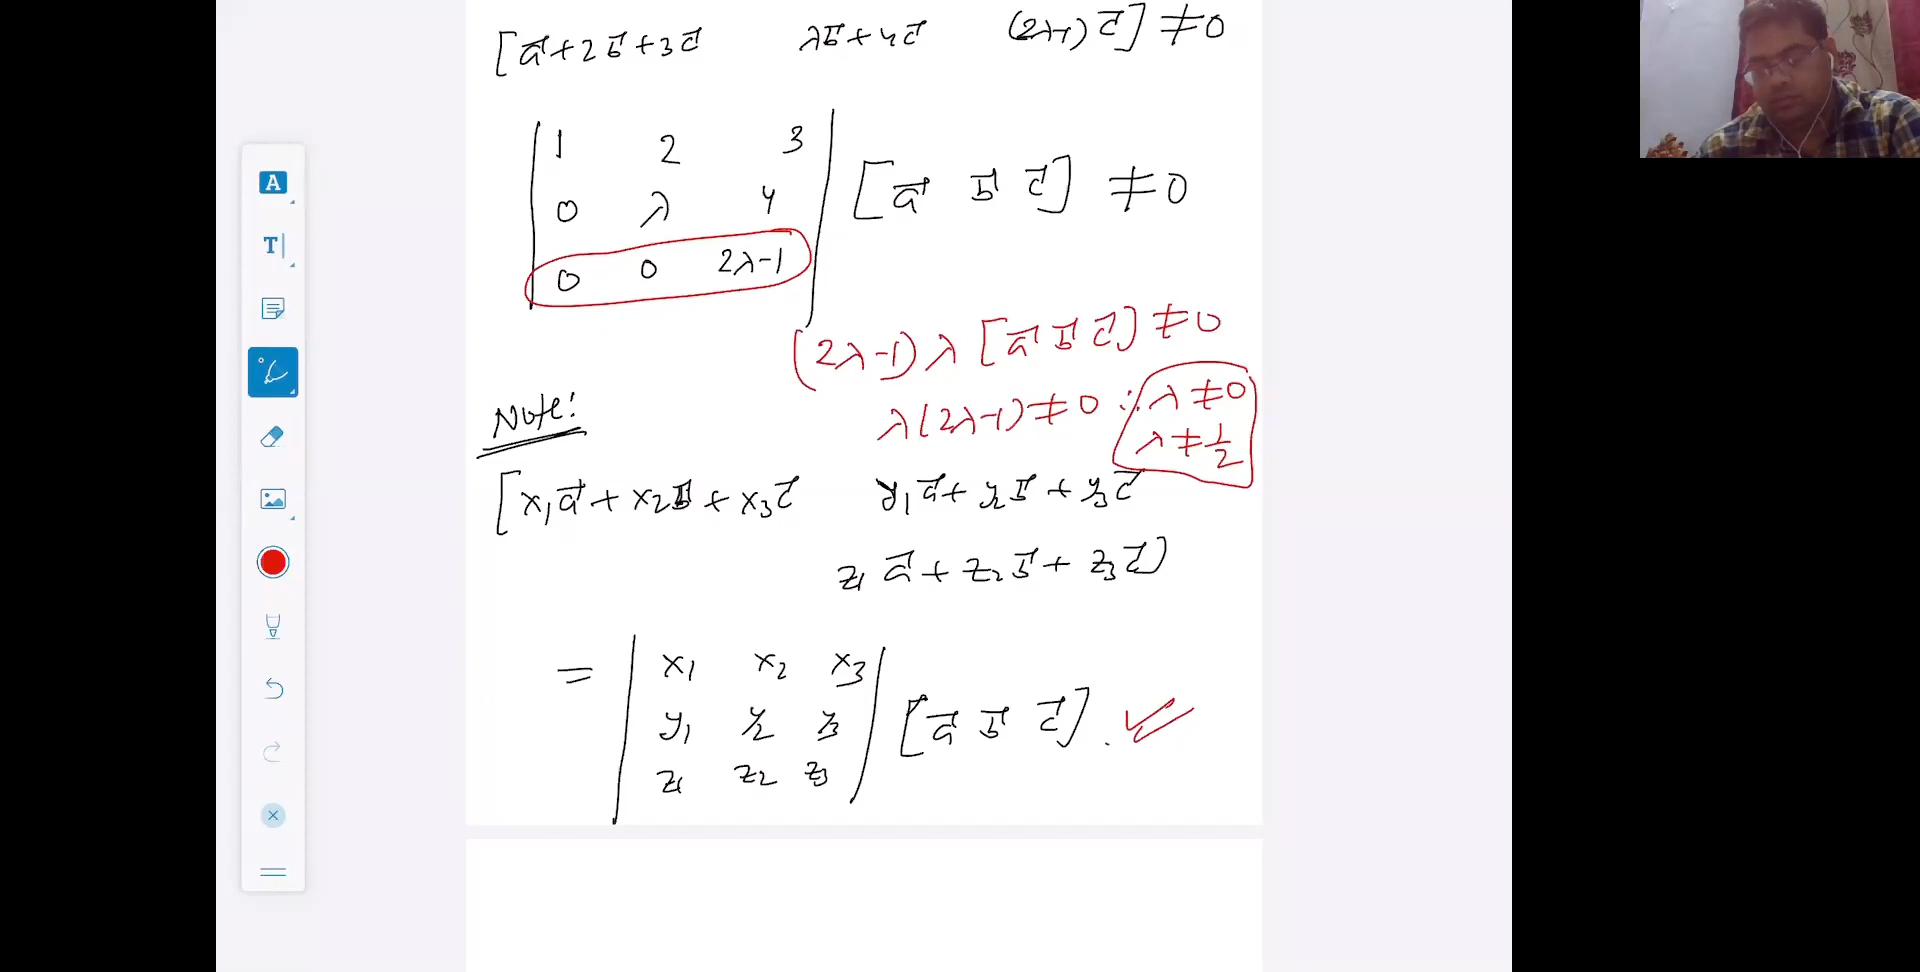 [a⃗+2b⃗+3c⃗ λb⃗+4c⃗ (2λ-1)c⃗] ≠0
| 1 2 3 |
| 0 λ 4 | [a⃗ b⃗ c⃗] ≠0
| 0 0 2λ-1 |
(2λ-1)λ [a⃗ b⃗ c⃗] ≠0
λ(2λ-1)≠0 ∴ λ≠0
λ≠1/2
Note:
[x₁a⃗+x₂b⃗+x₃c⃗ y₁a⃗+y₂b⃗+y₃c⃗
z₁a⃗+z₂b⃗+z₃c⃗]
= | x₁ x₂ x₃ |
| y₁ y₂ y₃ | [a⃗ b⃗ c⃗].
| z₁ z₂ z₃ |
A
T